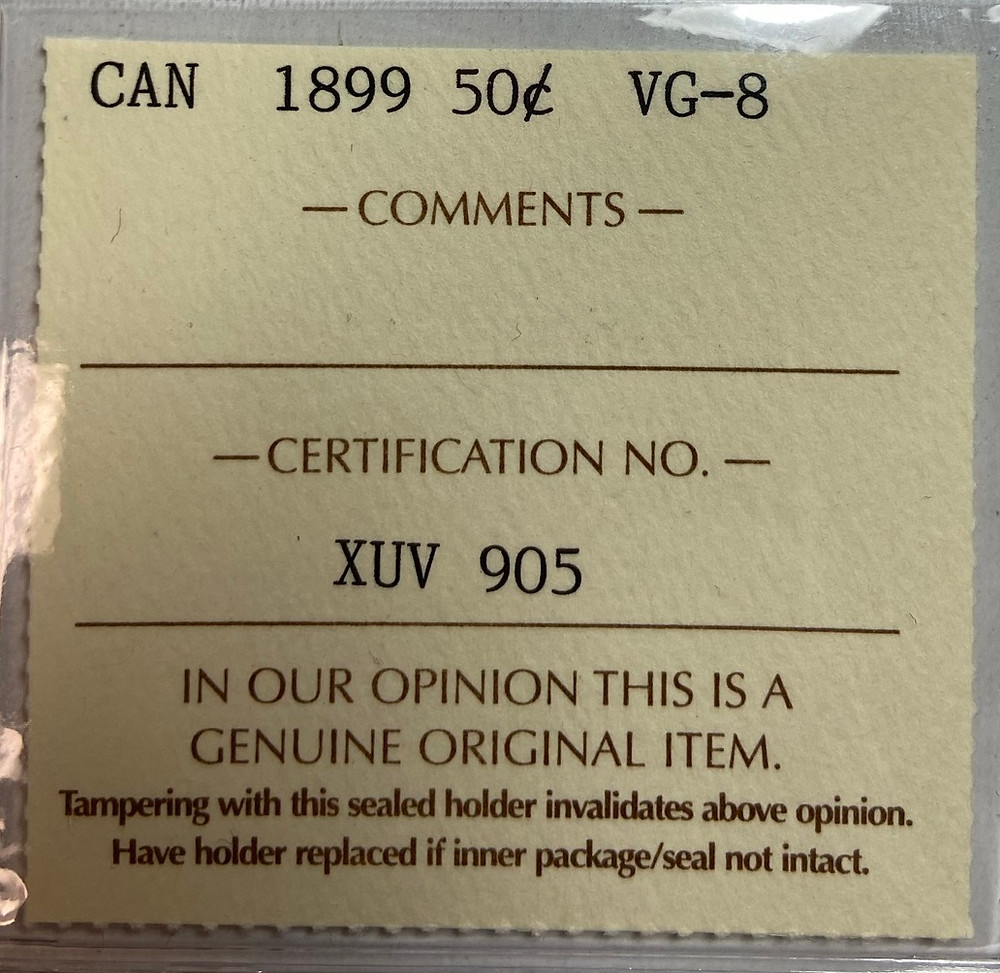 CAN 1899 50¢ VG-8
—COMMENTS—
—CERTIFICATION NO.—
XUV 905
IN OUR OPINION THIS IS A
GENUINE ORIGINAL ITEM.
Tampering with this sealed holder invalidates above opinion.
Have holder replaced if inner package/seal not intact.